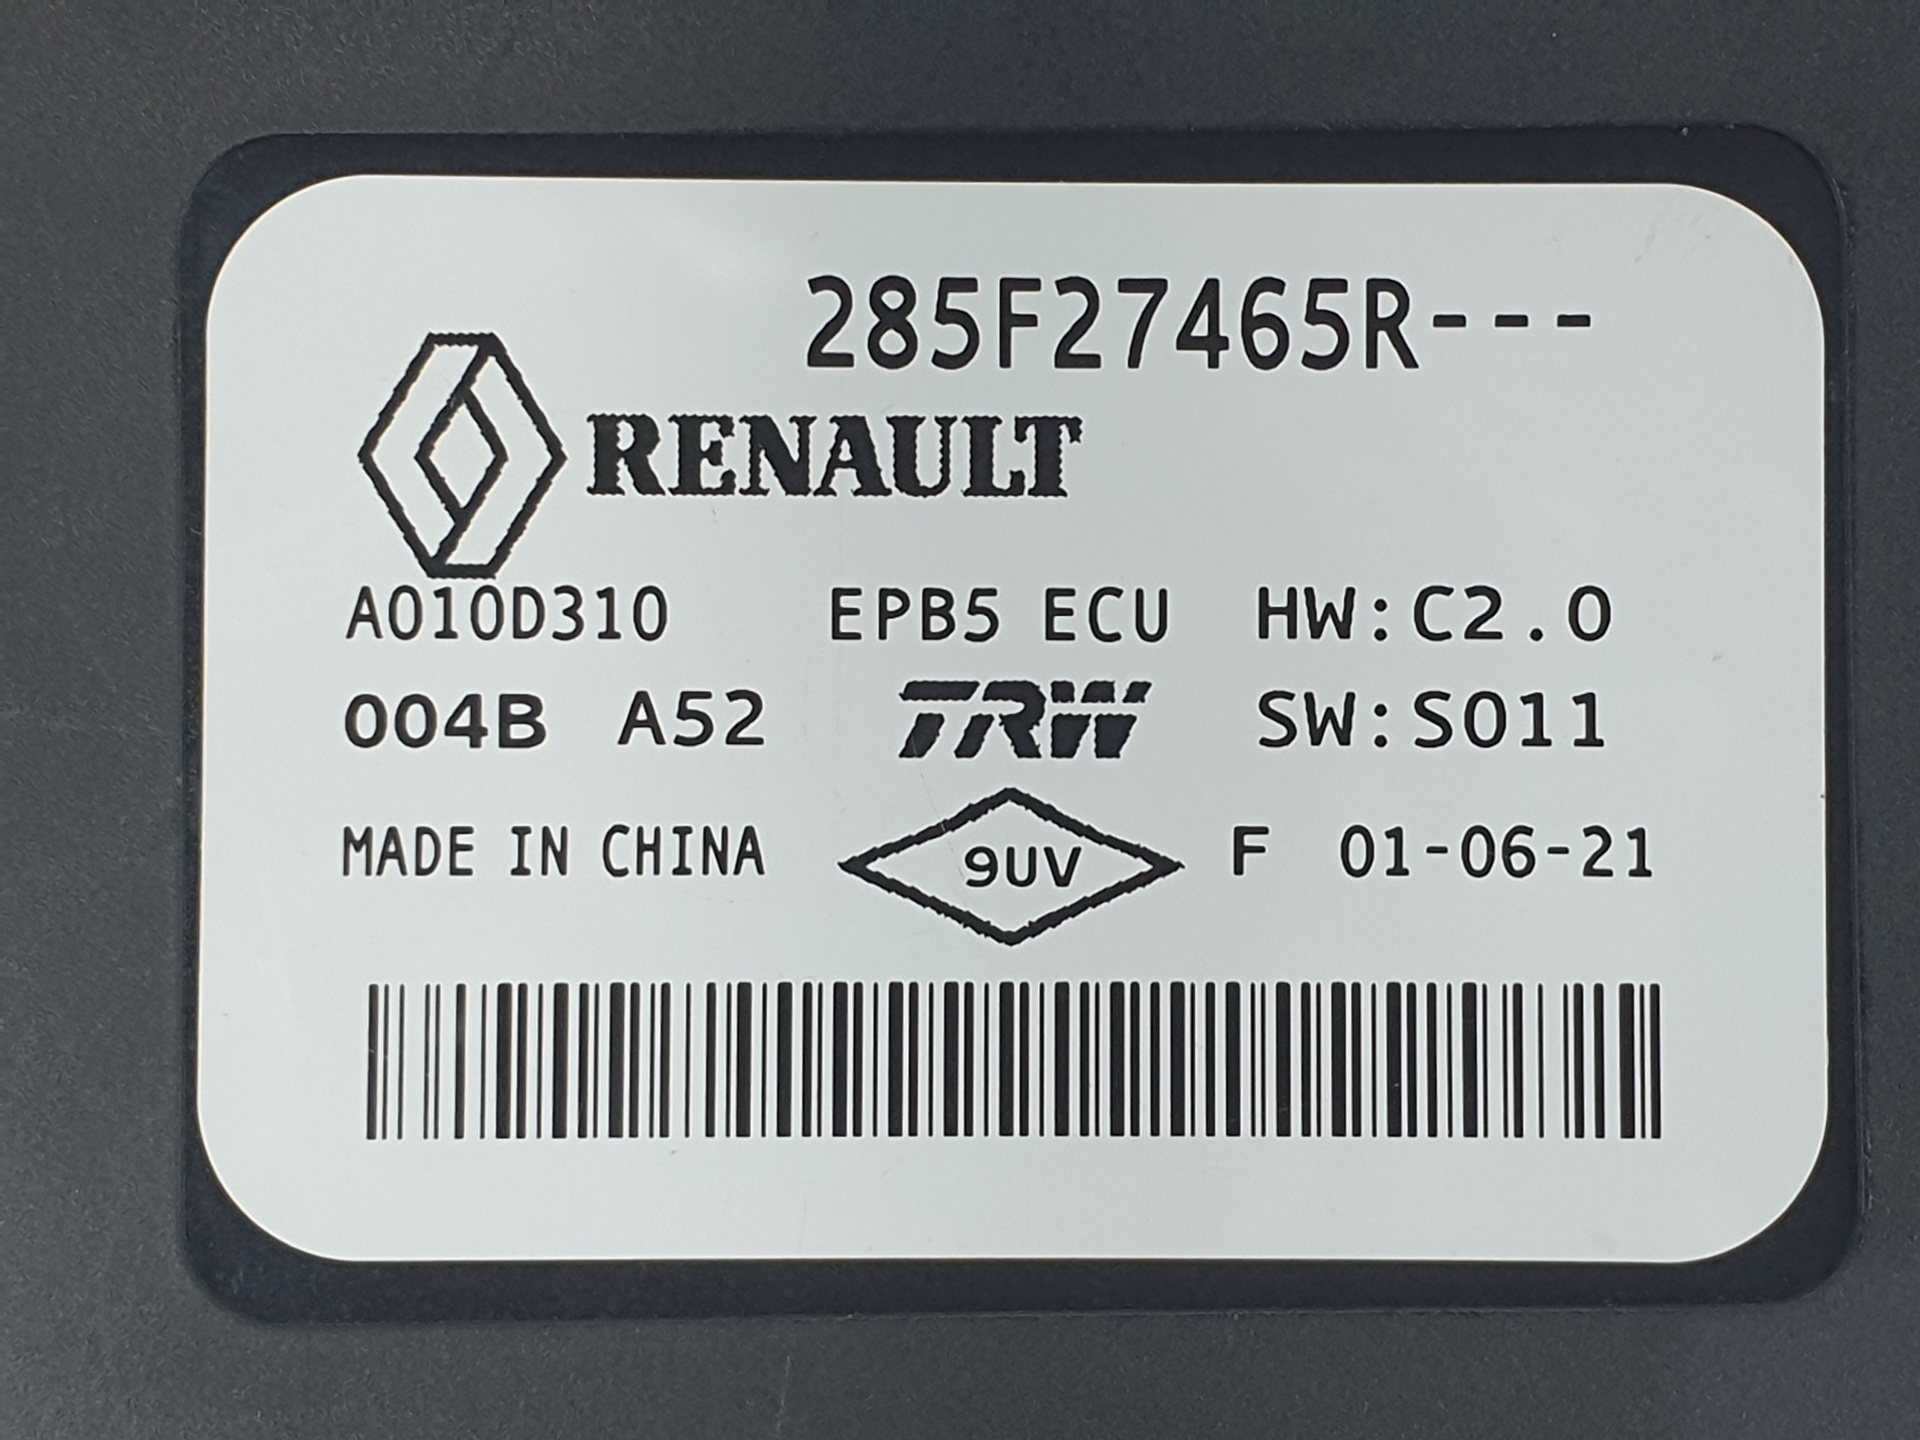 285F27465R---
RENAULT
A010D310 EPB5 ECU HW:C2.0
004B A52 TRW SW:S011
MADE IN CHINA 9UV F 01-06-21